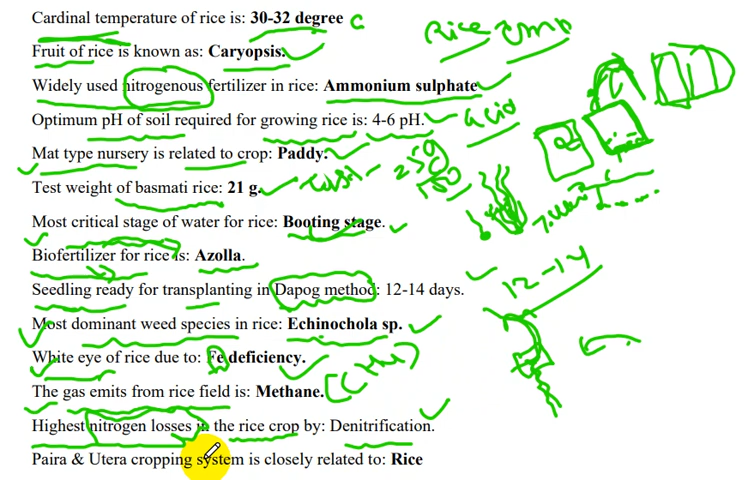 Cardinal temperature of rice is: 30-32 degree c
Rice
Fruit of rice is known as: Caryopsis.
Widely used nitrogenous fertilizer in rice: Ammonium sulphate
Optimum pH of soil required for growing rice is: 4-6 pH.
acid
Mat type nursery is related to crop: Paddy.
Test weight of basmati rice: 21 g.
25g
Most critical stage of water for rice: Booting stage.
Biofertilizer for rice is: Azolla.
Seedling ready for transplanting in Dapog method: 12-14 days.
12-14
Most dominant weed species in rice: Echinochola sp.
White eye of rice due to: Fe deficiency.
The gas emits from rice field is: Methane.
Highest nitrogen losses in the rice crop by: Denitrification.
Paira & Utera cropping system is closely related to: Rice